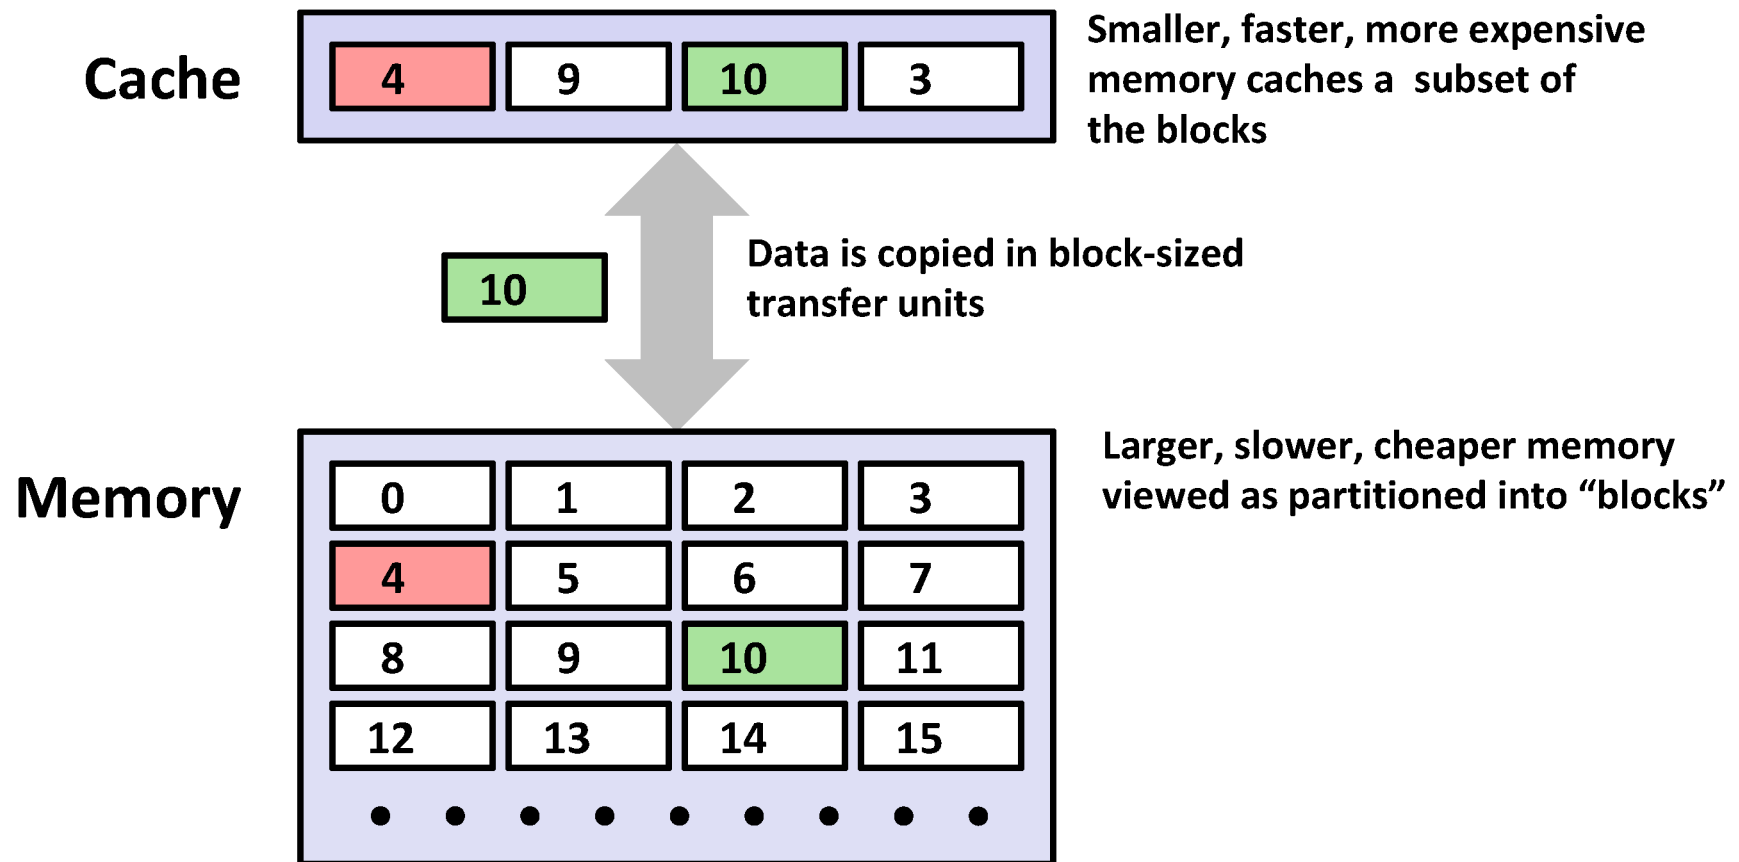 Cache
4 9 10 3
Smaller, faster, more expensive
memory caches a subset of
the blocks
10
Data is copied in block-sized
transfer units
Memory
0 1 2 3
4 5 6 7
8 9 10 11
12 13 14 15
Larger, slower, cheaper memory
viewed as partitioned into “blocks”